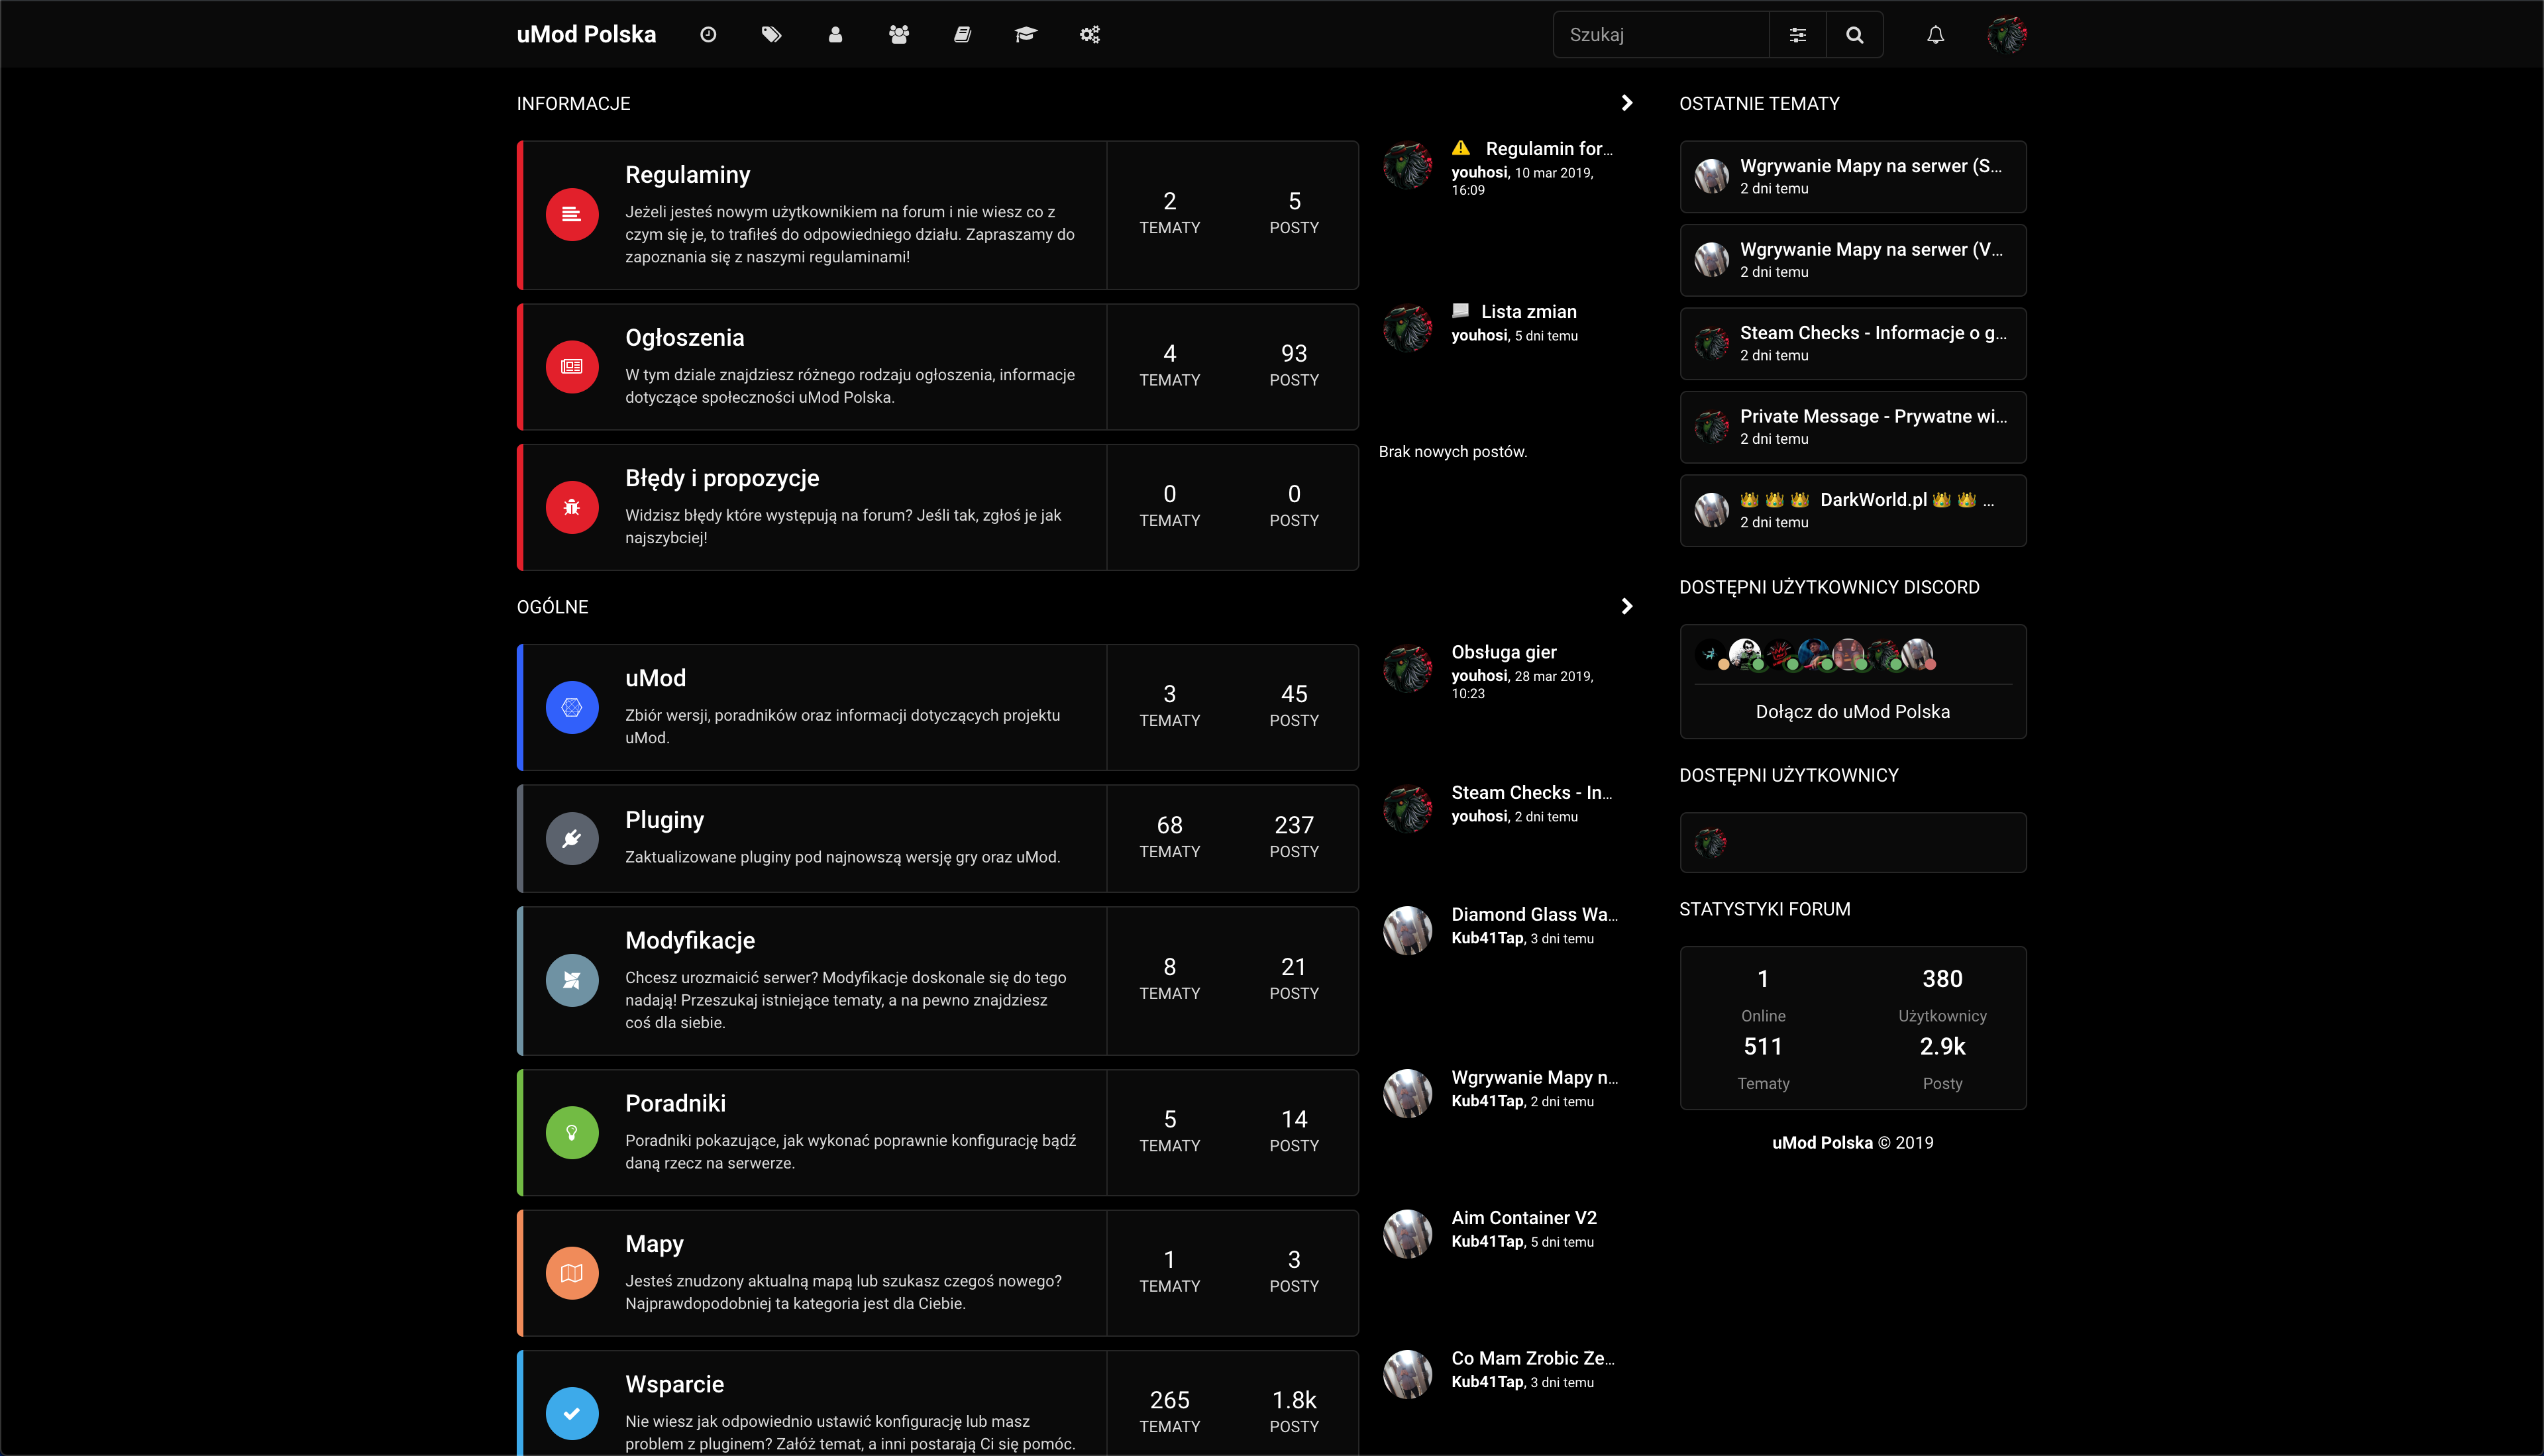 uMod Polska
Szukaj
INFORMACJE
Regulaminy
Jeżeli jesteś nowym użytkownikiem na forum i nie wiesz co z
czym się je, to trafiłeś do odpowiedniego działu. Zapraszamy do
zapoznania się z naszymi regulaminami!
2
TEMATY
5
POSTY
Regulamin for...
youhosi, 10 mar 2019,
16:09
Ogłoszenia
W tym dziale znajdziesz różnego rodzaju ogłoszenia, informacje
dotyczące społeczności uMod Polska.
4
TEMATY
93
POSTY
Lista zmian
youhosi, 5 dni temu
Błędy i propozycje
Widzisz błędy które występują na forum? Jeśli tak, zgłoś je jak
najszybciej!
0
TEMATY
0
POSTY
Brak nowych postów.
OGÓLNE
uMod
Zbiór wersji, poradników oraz informacji dotyczących projektu
uMod.
3
TEMATY
45
POSTY
Obsługa gier
youhosi, 28 mar 2019,
10:23
Pluginy
Zaktualizowane pluginy pod najnowszą wersję gry oraz uMod.
68
TEMATY
237
POSTY
Steam Checks - In...
youhosi, 2 dni temu
Modyfikacje
Chcesz urozmaicić serwer? Modyfikacje doskonale się do tego
nadają! Przeszukaj istniejące tematy, a na pewno znajdziesz
coś dla siebie.
8
TEMATY
21
POSTY
Diamond Glass Wa...
Kub41Tap, 3 dni temu
Poradniki
Poradniki pokazujące, jak wykonać poprawnie konfigurację bądź
daną rzecz na serwerze.
5
TEMATY
14
POSTY
Wgrywanie Mapy n...
Kub41Tap, 2 dni temu
Mapy
Jesteś znudzony aktualną mapą lub szukasz czegoś nowego?
Najprawdopodobniej ta kategoria jest dla Ciebie.
1
TEMATY
3
POSTY
Aim Container V2
Kub41Tap, 5 dni temu
Wsparcie
Nie wiesz jak odpowiednio ustawić konfigurację lub masz
problem z pluginem? Załóż temat, a inni postarają Ci się pomóc.
265
TEMATY
1.8k
POSTY
Co Mam Zrobic Ze...
Kub41Tap, 3 dni temu
OSTATNIE TEMATY
Wgrywanie Mapy na serwer (S...
2 dni temu
Wgrywanie Mapy na serwer (V...
2 dni temu
Steam Checks - Informacje o g...
2 dni temu
Private Message - Prywatne wi...
2 dni temu
👑 👑 👑 DarkWorld.pl 👑 👑 ...
2 dni temu
DOSTĘPNI UŻYTKOWNICY DISCORD
Dołącz do uMod Polska
DOSTĘPNI UŻYTKOWNICY
STATYSTYKI FORUM
1
Online
380
Użytkownicy
511
Tematy
2.9k
Posty
uMod Polska © 2019